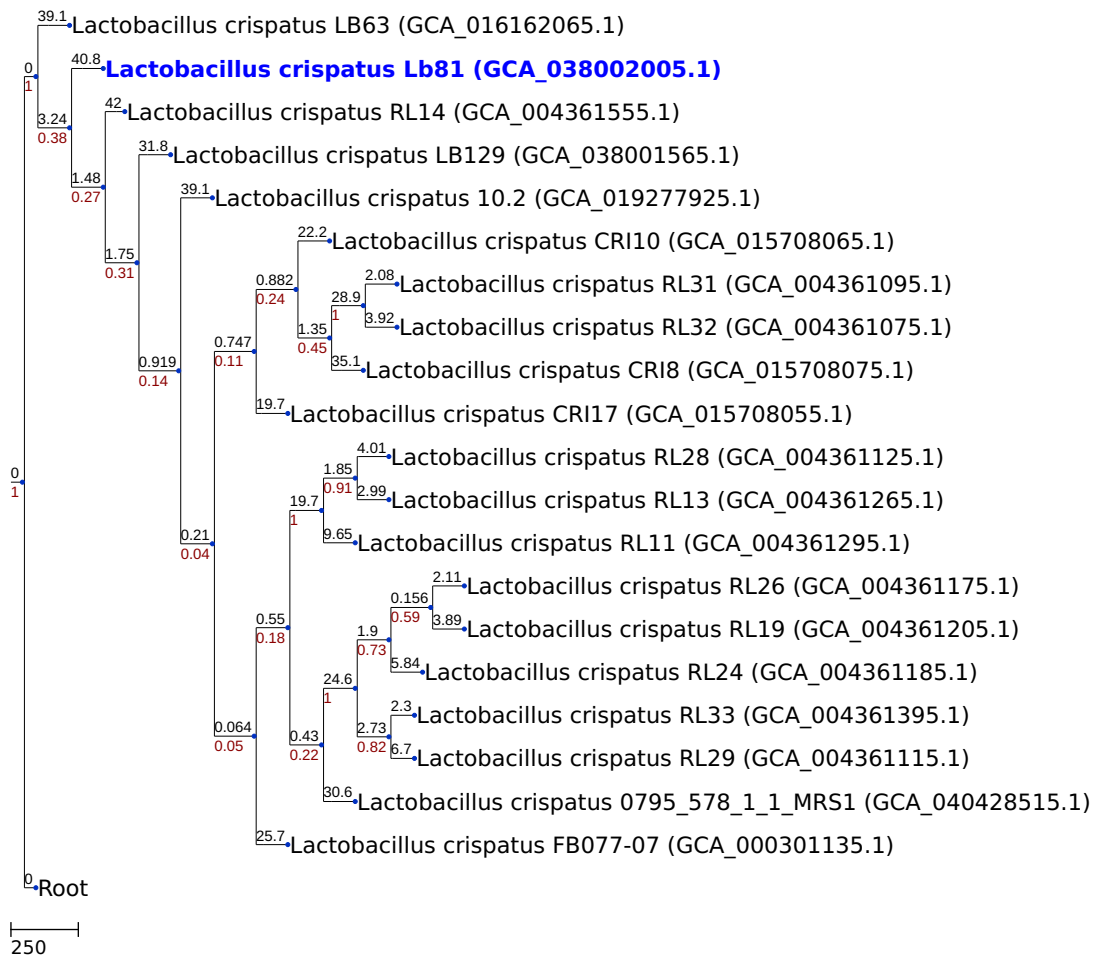 39.1 Lactobacillus crispatus LB63 (GCA_016162065.1)
40.8 Lactobacillus crispatus Lb81 (GCA_038002005.1)
0
1
42 Lactobacillus crispatus RL14 (GCA_004361555.1)
3.24
0.38
31.8 Lactobacillus crispatus LB129 (GCA_038001565.1)
1.48
0.27
39.1 Lactobacillus crispatus 10.2 (GCA_019277925.1)
22.2 Lactobacillus crispatus CRI10 (GCA_015708065.1)
1.75
0.31
2.08 Lactobacillus crispatus RL31 (GCA_004361095.1)
0.882
0.24
28.9
1
3.92 Lactobacillus crispatus RL32 (GCA_004361075.1)
1.35
0.45
0.747
0.11
35.1 Lactobacillus crispatus CRI8 (GCA_015708075.1)
0.919
0.14
19.7 Lactobacillus crispatus CRI17 (GCA_015708055.1)
4.01 Lactobacillus crispatus RL28 (GCA_004361125.1)
1.85
0.91
0
1
2.99 Lactobacillus crispatus RL13 (GCA_004361265.1)
19.7
1
9.65 Lactobacillus crispatus RL11 (GCA_004361295.1)
0.21
0.04
2.11 Lactobacillus crispatus RL26 (GCA_004361175.1)
0.156
0.59
3.89 Lactobacillus crispatus RL19 (GCA_004361205.1)
0.55
0.18
1.9
0.73
5.84 Lactobacillus crispatus RL24 (GCA_004361185.1)
24.6
1
2.3 Lactobacillus crispatus RL33 (GCA_004361395.1)
0.064
0.05
2.73
0.82
0.43
0.22
6.7 Lactobacillus crispatus RL29 (GCA_004361115.1)
30.6 Lactobacillus crispatus 0795_578_1_1_MRS1 (GCA_040428515.1)
25.7 Lactobacillus crispatus FB077-07 (GCA_000301135.1)
0 Root
250